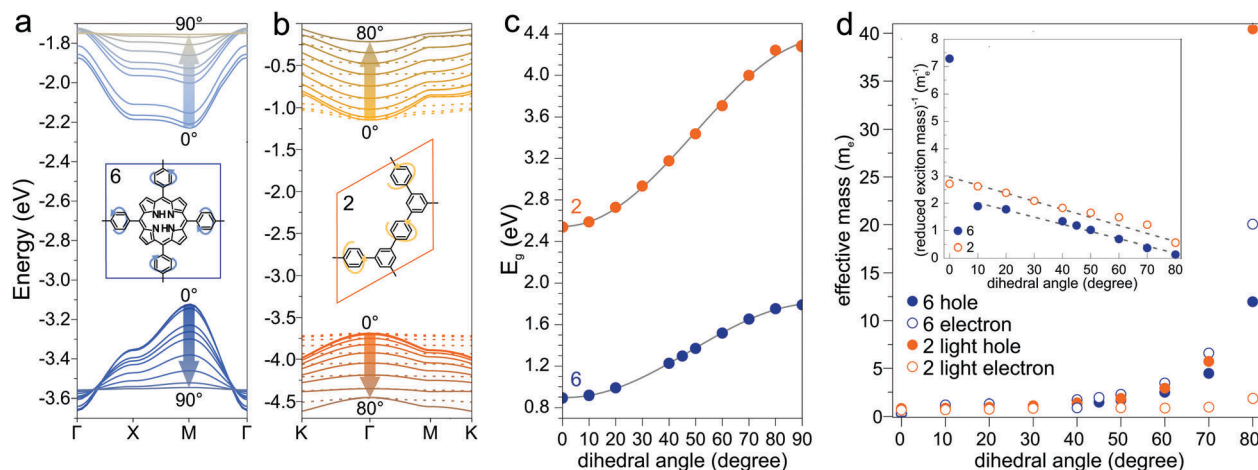 a
90°
-1.8
-2.0
-2.2
-2.4
-2.6
-2.8
-3.0
-3.2
-3.4
-3.6
Energy (eV)
0°
6
NH
N
N
HN
0°
90°
Γ X M Γ
b
80°
-0.5
-1.0
-1.5
-2.0
-2.5
-3.0
-3.5
-4.0
-4.5
0°
2
0°
80°
K Γ M K
c
4.4
4.0
3.6
3.2
2.8
2.4
2.0
1.6
1.2
0.8
E_g (eV)
2
6
0 10 20 30 40 50 60 70 80 90
dihedral angle (degree)
d
40
35
30
25
20
15
10
5
0
effective mass (m_e)
8
7
6
5
4
3
2
1
0
(reduced exciton mass)⁻¹ (m_e⁻¹)
6
2
0 10 20 30 40 50 60 70 80
dihedral angle (degree)
6 hole
6 electron
2 light hole
2 light electron
0 10 20 30 40 50 60 70 80
dihedral angle (degree)